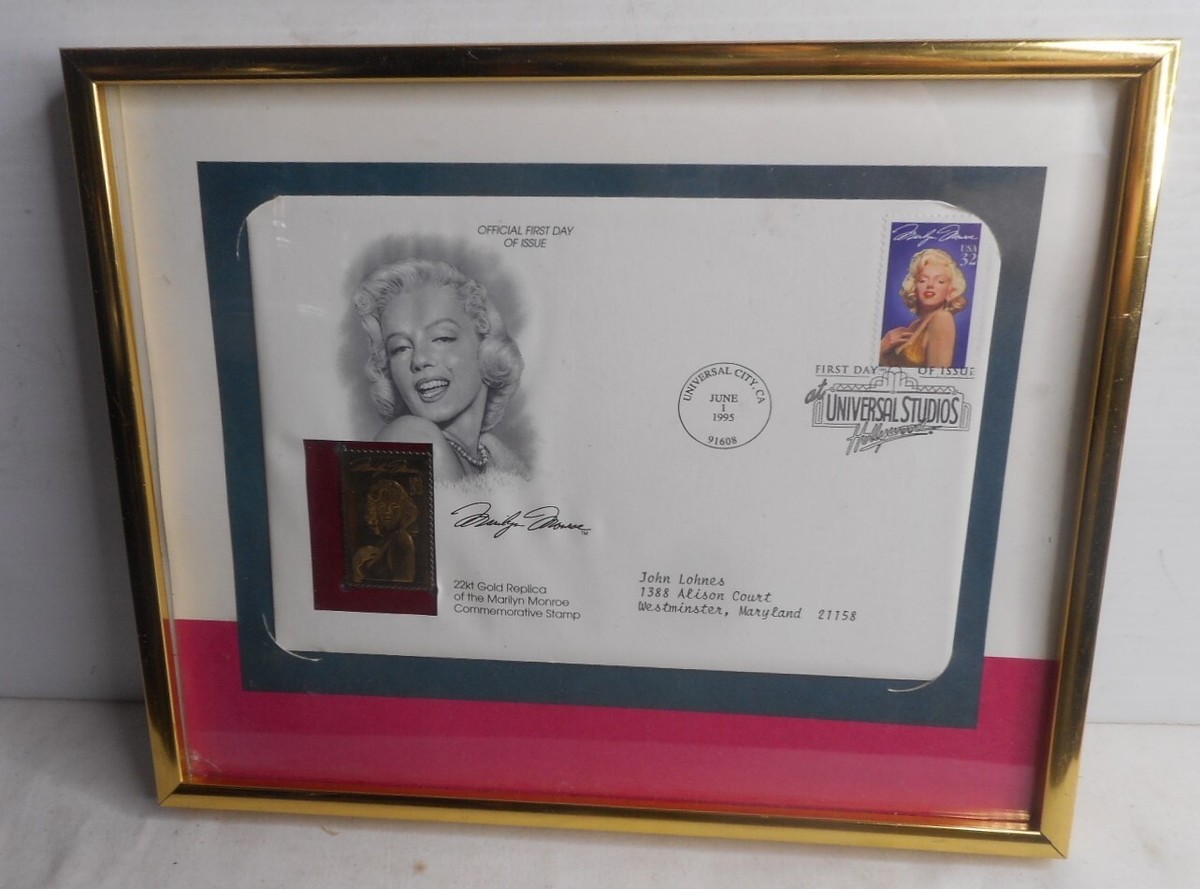 OFFICIAL FIRST DAY
OF ISSUE
Marilyn Monroe
USA
32
UNIVERSAL CITY, CA
JUNE
1
1995
91608
FIRST DAY OF ISSUE
at
UNIVERSAL STUDIOS
Hollywood
Marilyn Monroe
Marilyn Monroe™
22kt Gold Replica
of the Marilyn Monroe
Commemorative Stamp
John Lohnes
1388 Alison Court
Westminster, Maryland 21158